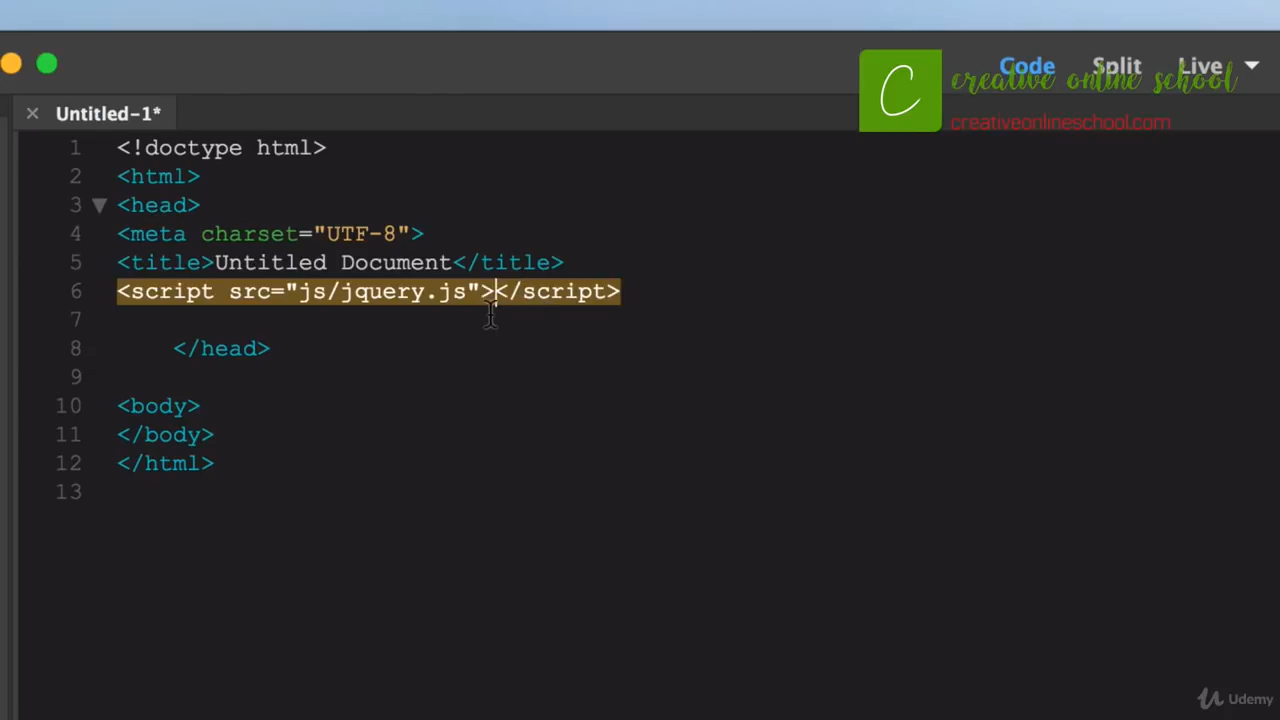 Code Split Live
C creative online school
creativeonlineschool.com
× Untitled-1*
1 <!doctype html>
2 <html>
3 ▼ <head>
4 <meta charset="UTF-8">
5 <title>Untitled Document</title>
6 <script src="js/jquery.js"></script>
7
8 </head>
9
10 <body>
11 </body>
12 </html>
13
Udemy